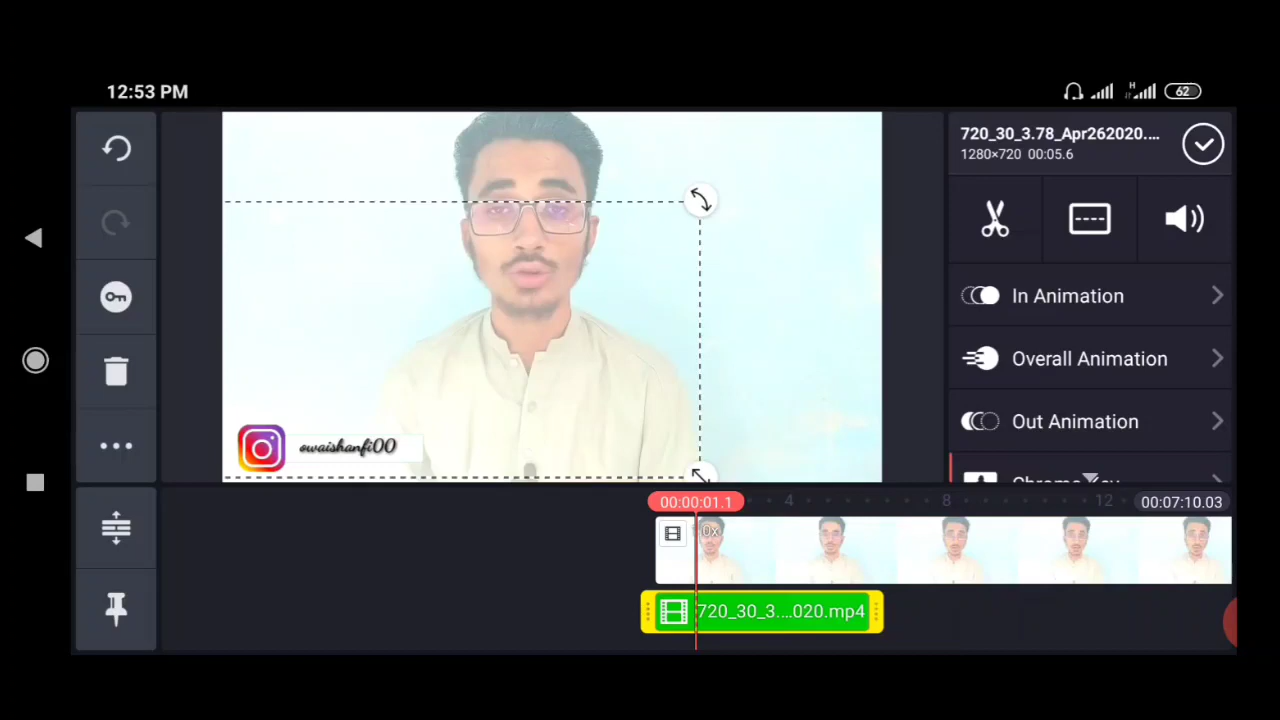 12:53 PM
H
62
720_30_3.78_Apr262020....
1280×720 00:05.6
In Animation
Overall Animation
Out Animation
owaishanfi00
00:00:01.1
4
8
12
00:07:10.03
720_30_3....020.mp4